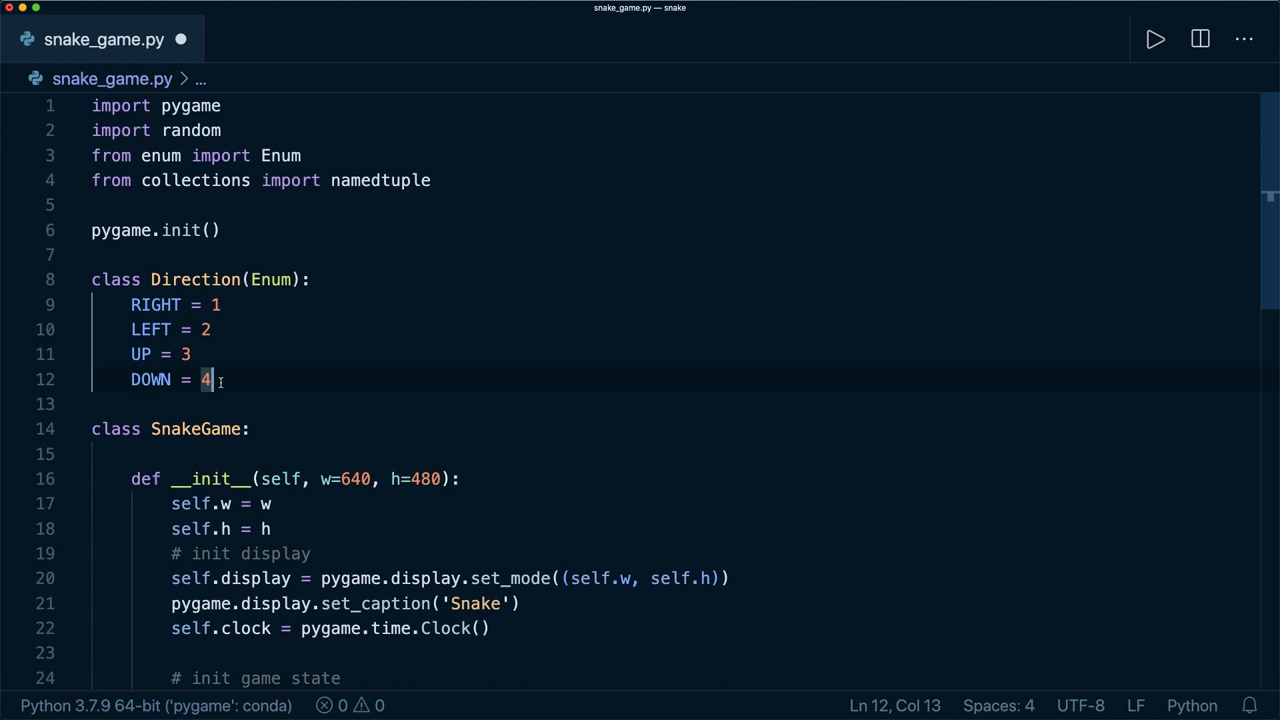 snake_game.py — snake
snake_game.py
snake_game.py > ...
1 import pygame
2 import random
3 from enum import Enum
4 from collections import namedtuple
5
6 pygame.init()
7
8 class Direction(Enum):
9 RIGHT = 1
10 LEFT = 2
11 UP = 3
12 DOWN = 4
13
14 class SnakeGame:
15
16 def __init__(self, w=640, h=480):
17 self.w = w
18 self.h = h
19 # init display
20 self.display = pygame.display.set_mode((self.w, self.h))
21 pygame.display.set_caption('Snake')
22 self.clock = pygame.time.Clock()
23
24 # init game state
Python 3.7.9 64-bit ('pygame': conda) 0 0 Ln 12, Col 13 Spaces: 4 UTF-8 LF Python